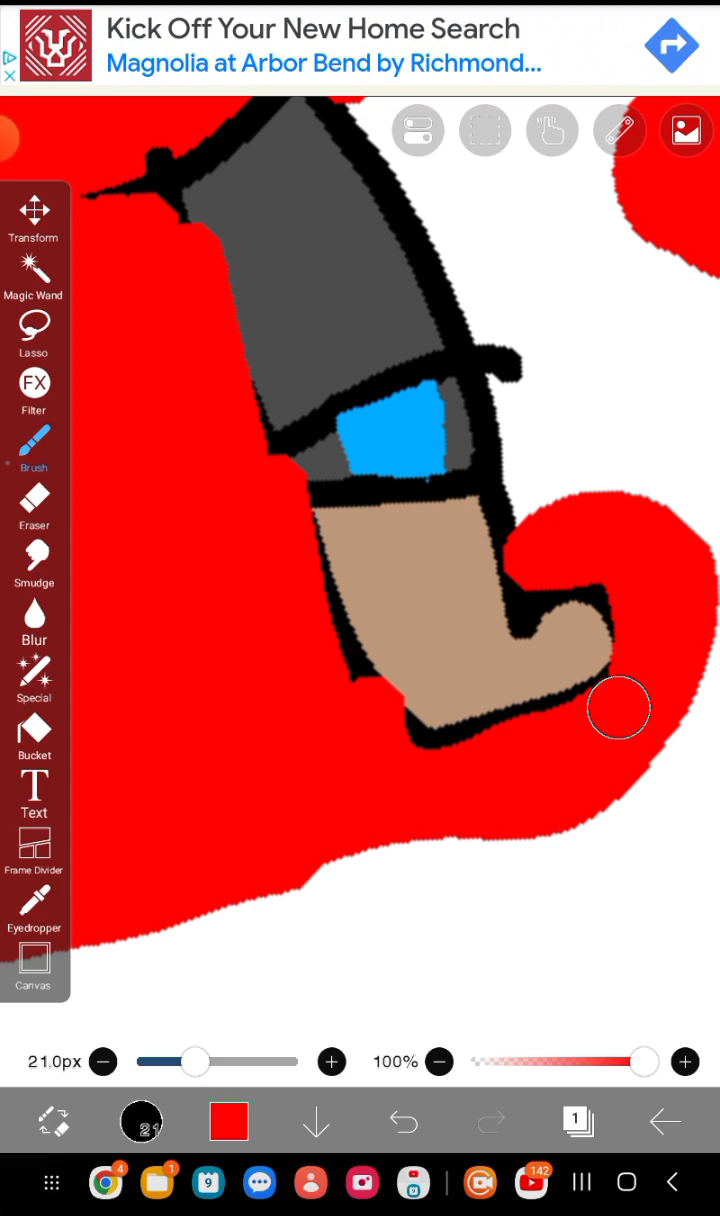 Kick Off Your New Home Search
Magnolia at Arbor Bend by Richmond...
Transform
Magic Wand
Lasso
FX
Filter
Brush
Eraser
Smudge
Blur
Special
Bucket
T
Text
Frame Divider
Eyedropper
Canvas
21.0px
100%
21
1
4
1
9
142